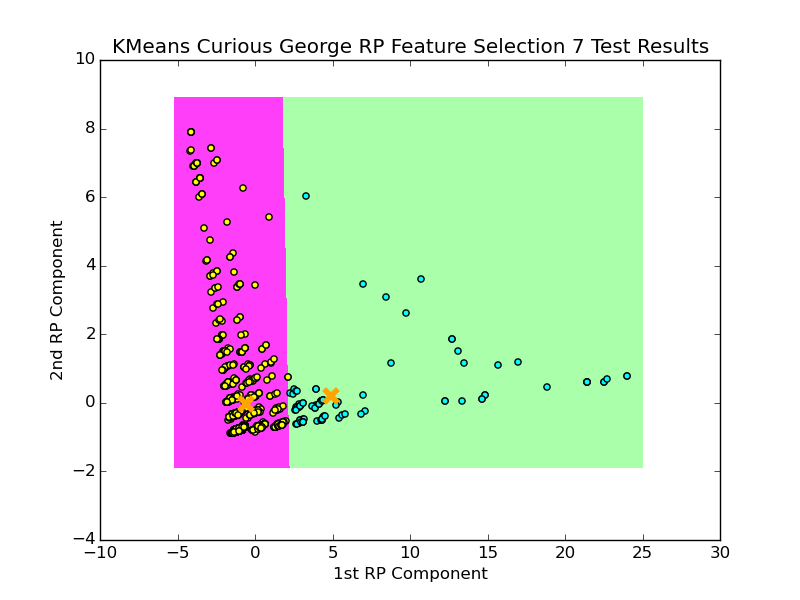 KMeans Curious George RP Feature Selection 7 Test Results
10
8
6
4
2
0
−2
−4
2nd RP Component
−10 −5 0 5 10 15 20 25 30
1st RP Component